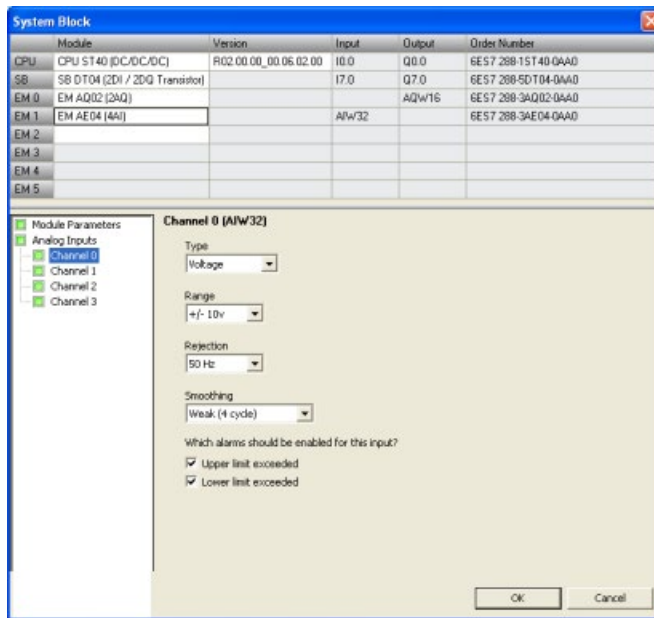 System Block
Module Version Input Output Order Number
CPU CPU ST40 (DC/DC/DC) R02.00.00_00.06.02.00 I0.0 Q0.0 6ES7 288-1ST40-0AA0
SB SB DT04 (2DI / 2DQ Transistor) I7.0 Q7.0 6ES7 288-5DT04-0AA0
EM 0 EM AQ02 (2AQ) AQW16 6ES7 288-3AQ02-0AA0
EM 1 EM AE04 (4AI) AIW32 6ES7 288-3AE04-0AA0
EM 2
EM 3
EM 4
EM 5
Module Parameters
Analog Inputs
Channel 0
Channel 1
Channel 2
Channel 3
Channel 0 (AIW32)
Type
Voltage
Range
+/- 10v
Rejection
50 Hz
Smoothing
Weak (4 cycle)
Which alarms should be enabled for this input?
Upper limit exceeded
Lower limit exceeded
OK Cancel